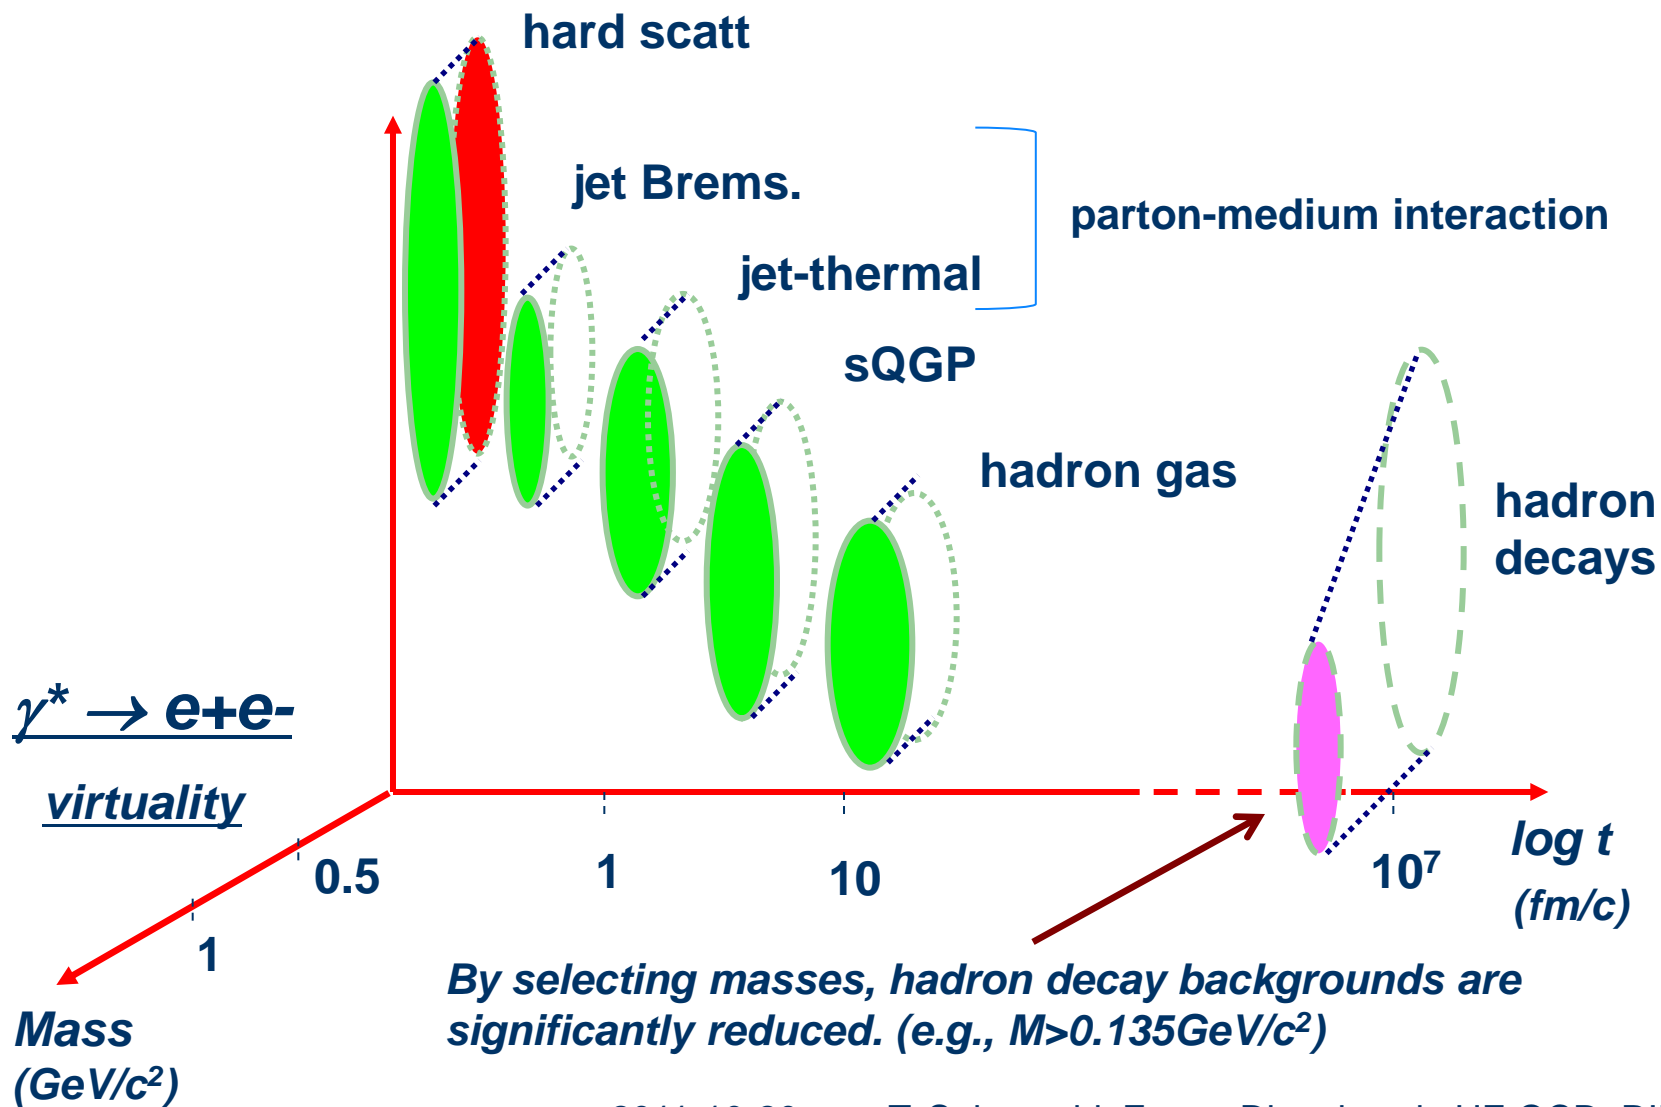 hard scatt
jet Brems.
parton-medium interaction
jet-thermal
sQGP
hadron gas
hadron
decays
γ* → e+e-
virtuality
0.5
1
1
10
10⁷
log t
(fm/c)
By selecting masses, hadron decay backgrounds are
significantly reduced. (e.g., M>0.135GeV/c²)
Mass
(GeV/c²)